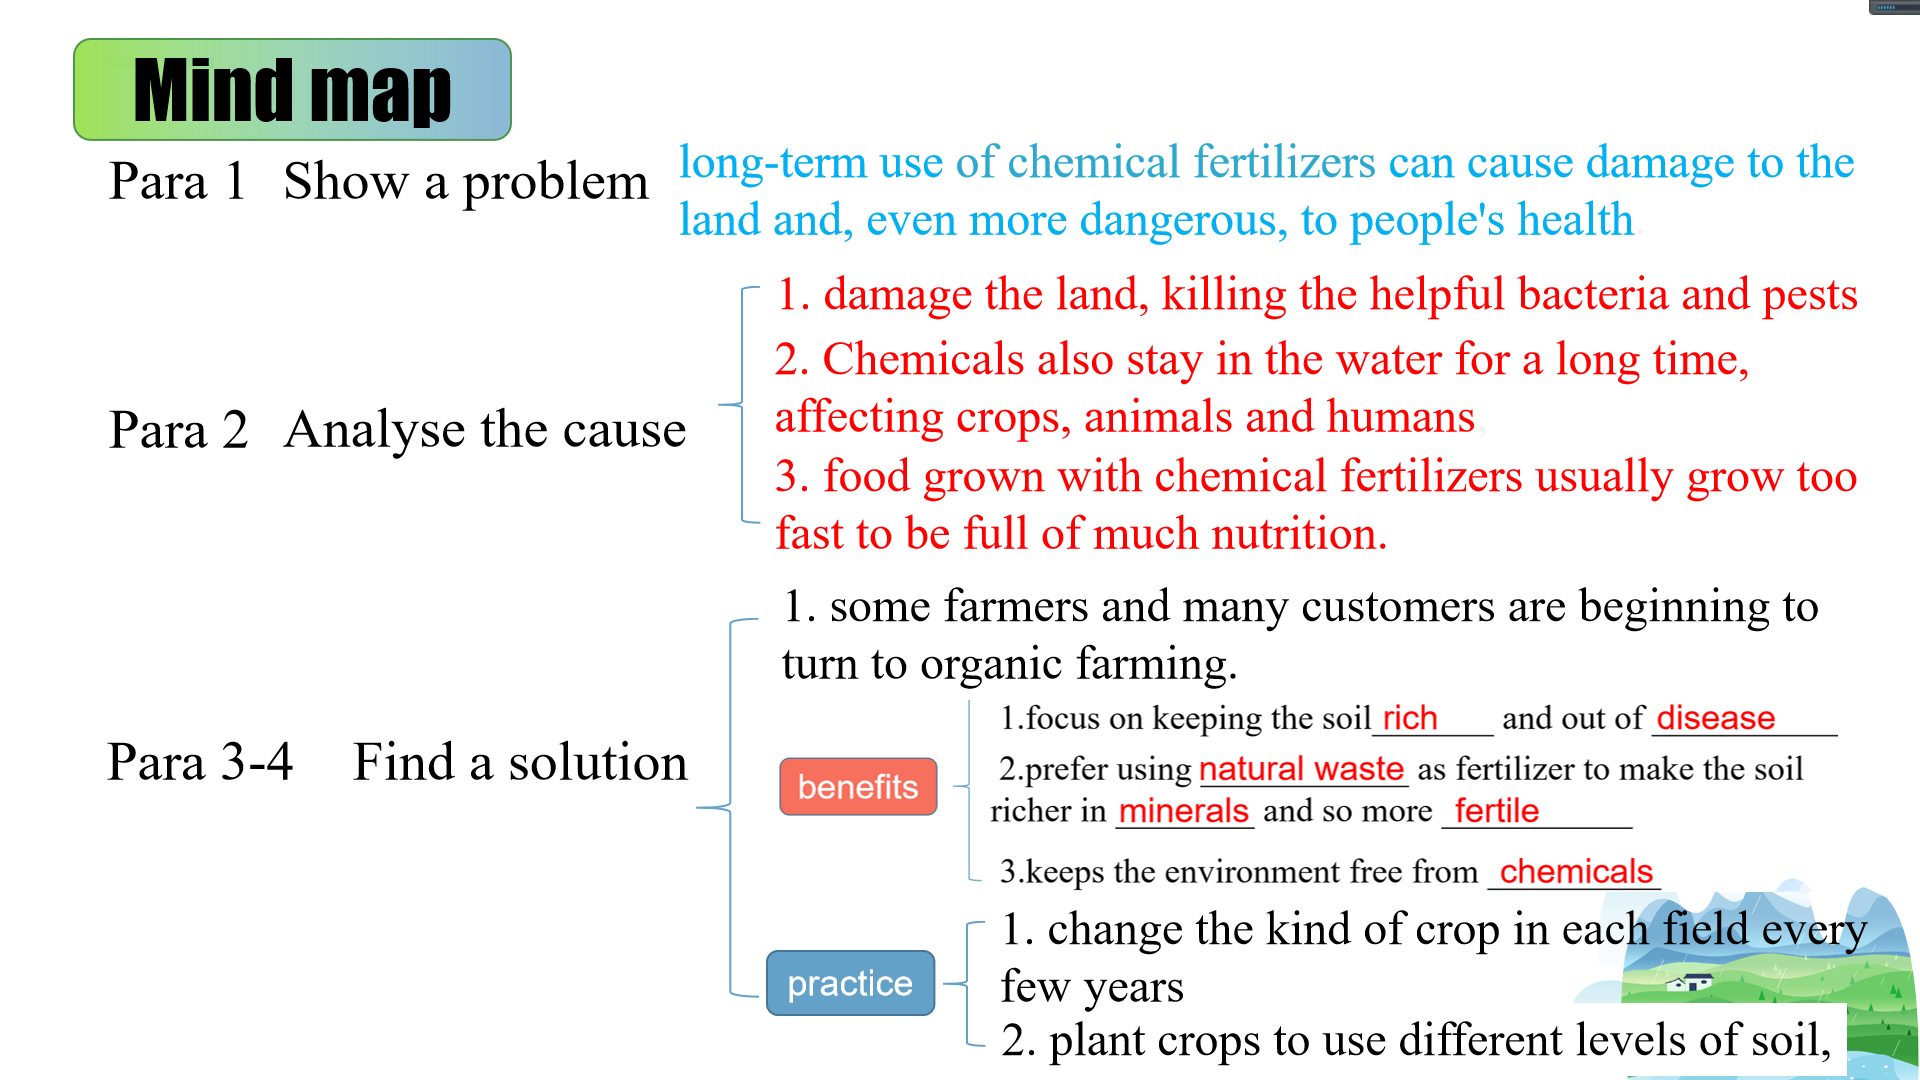 Mind map
Para 1 Show a problem
long-term use of chemical fertilizers can cause damage to the
land and, even more dangerous, to people's health.
Para 2 Analyse the cause
1. damage the land, killing the helpful bacteria and pests
2. Chemicals also stay in the water for a long time,
affecting crops, animals and humans,
3. food grown with chemical fertilizers usually grow too
fast to be full of much nutrition.
Para 3-4 Find a solution
1. some farmers and many customers are beginning to
turn to organic farming.
benefits
1.focus on keeping the soil rich and out of disease
2.prefer using natural waste as fertilizer to make the soil
richer in minerals and so more fertile
3.keeps the environment free from chemicals
practice
1. change the kind of crop in each field every
few years
2. plant crops to use different levels of soil,